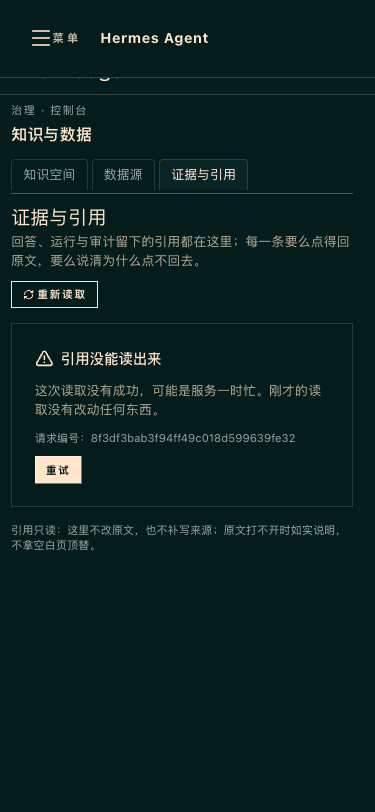 菜单
Hermes Agent
治理 · 控制台
知识与数据
知识空间
数据源
证据与引用
证据与引用
回答、运行与审计留下的引用都在这里；每一条要么点得回
原文，要么说清为什么点不回去。
重新读取
引用没能读出来
这次读取没有成功，可能是服务一时忙。刚才的读
取没有改动任何东西。
请求编号：8f3df3bab3f94ff49c018d599639fe32
重试
引用只读：这里不改原文，也不补写来源；原文打不开时如实说明，
不拿空白页顶替。